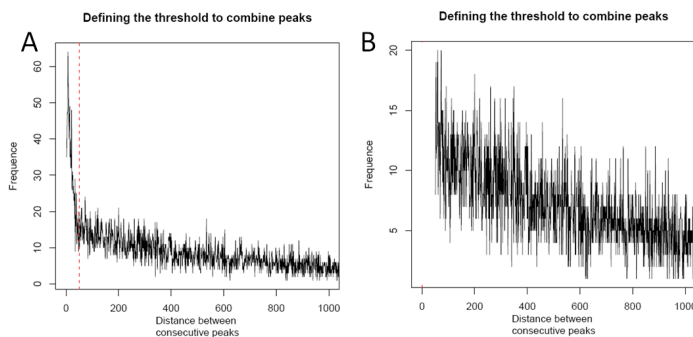 Defining the threshold to combine peaks
A
Frequence
60
50
40
30
20
10
0
0
200
400
600
800
1000
Distance between
consecutive peaks
Defining the threshold to combine peaks
B
Frequence
20
15
10
5
0
200
400
600
800
1000
Distance between
consecutive peaks